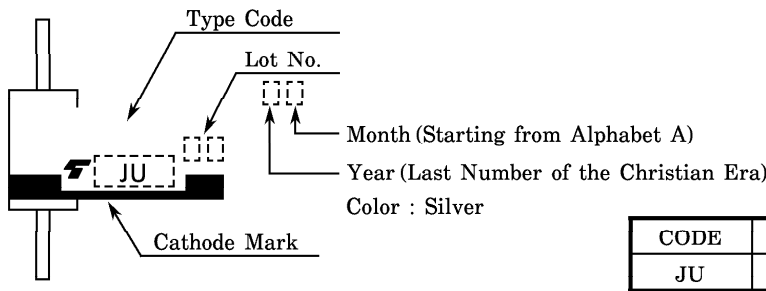 Type Code
Lot No.
Month (Starting from Alphabet A)
JU
Year (Last Number of the Christian Era)
Color : Silver
Cathode Mark
CODE
JU